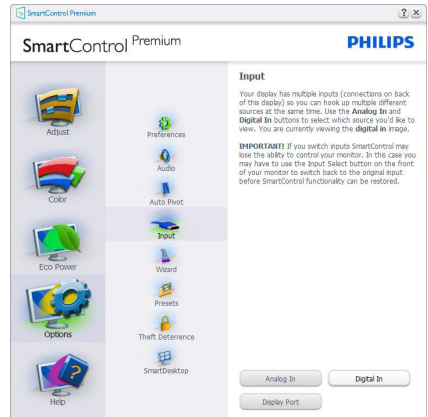 SmartControl Premium
SmartControl Premium
PHILIPS
Adjust
Color
Eco Power
Options
Help
Preferences
Audio
Auto Pivot
Input
Wizard
Presets
Theft Deterrence
SmartDesktop
Input
Your display has multiple inputs (connections on back
of this display) so you can hook up multiple different
sources at the same time. Use the Analog In and
Digital In buttons to select which source you'd like to
view. You are currently viewing the digital in image.
IMPORTANT! If you switch inputs SmartControl may
lose the ability to control your monitor. In this case you
may have to use the Input Select button on the front
of your monitor to switch back to the original input
before SmartControl functionality can be restored.
Analog In
Digital In
Display Port